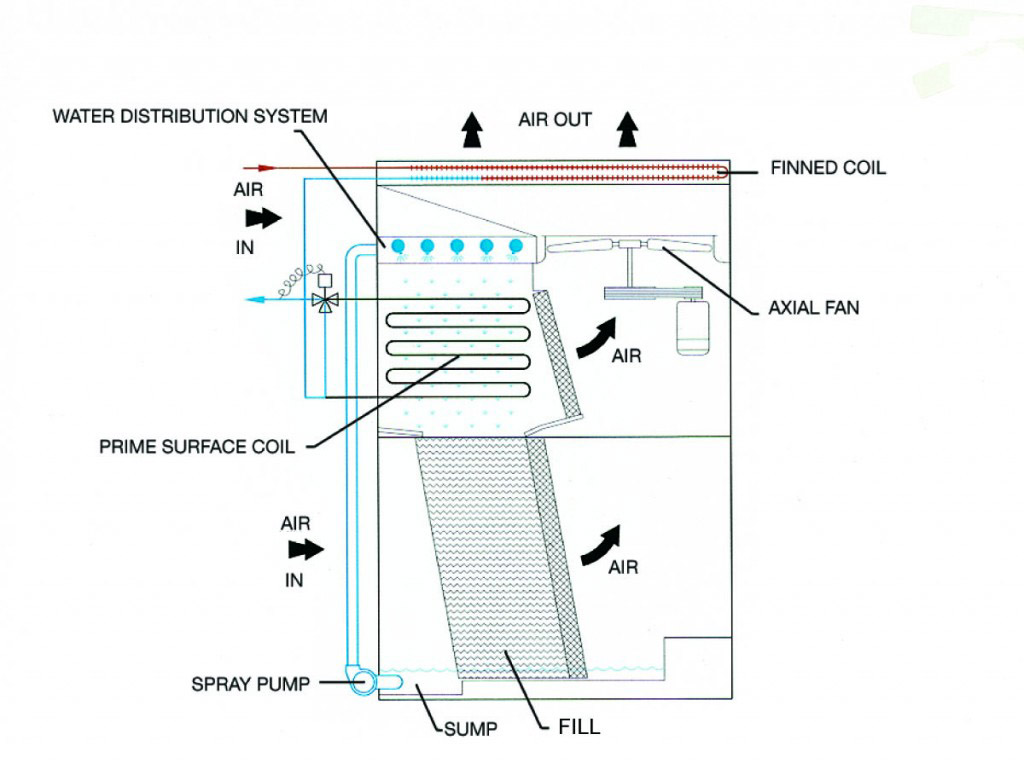 WATER DISTRIBUTION SYSTEM
AIR OUT
FINNED COIL
AIR
IN
AXIAL FAN
AIR
PRIME SURFACE COIL
AIR
IN
AIR
SPRAY PUMP
SUMP
FILL